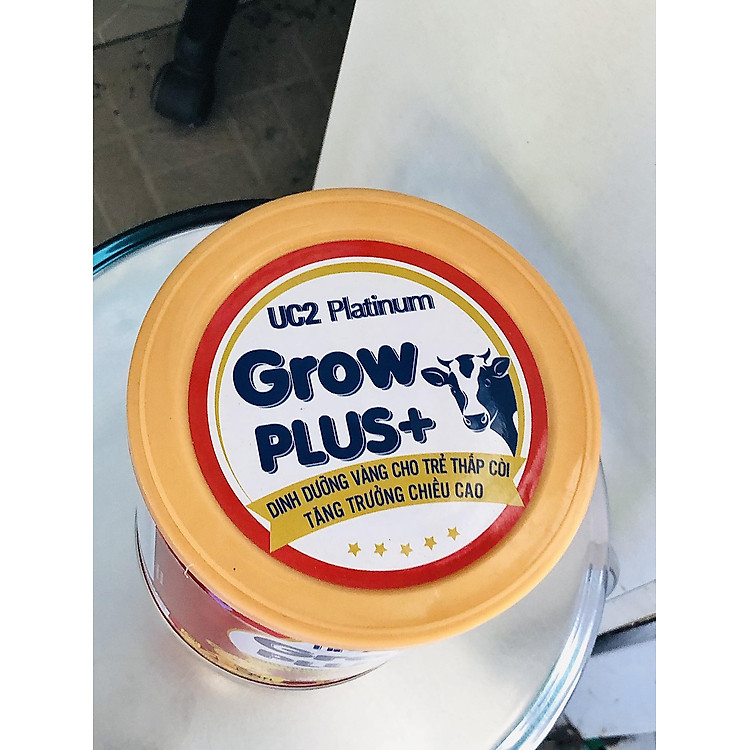 UC2 Platinum
Grow
PLUS+
DINH DƯỠNG VÀNG CHO TRẺ THẤP CÒI
TĂNG TRƯỞNG CHIỀU CAO